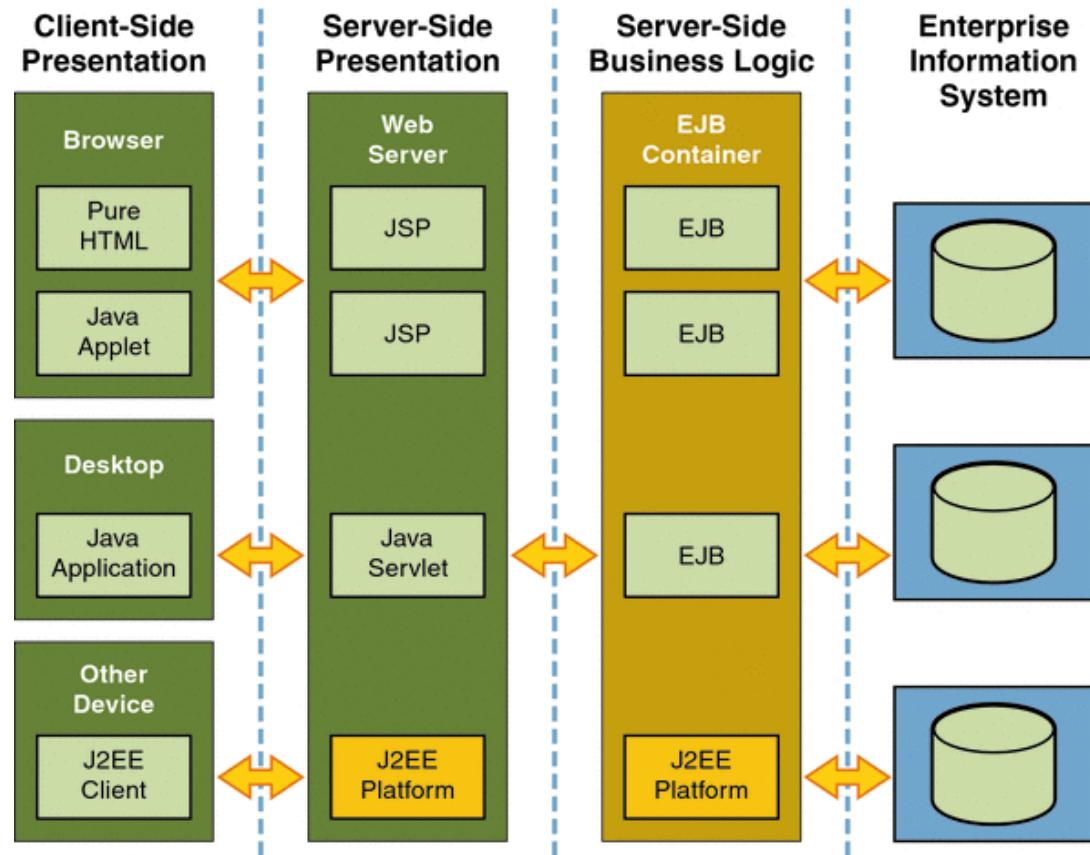 Client-Side
Presentation
Server-Side
Presentation
Server-Side
Business Logic
Enterprise
Information
System
Browser
Pure
HTML
Java
Applet
Desktop
Java
Application
Other
Device
J2EE
Client
Web
Server
JSP
JSP
Java
Servlet
J2EE
Platform
EJB
Container
EJB
EJB
EJB
J2EE
Platform